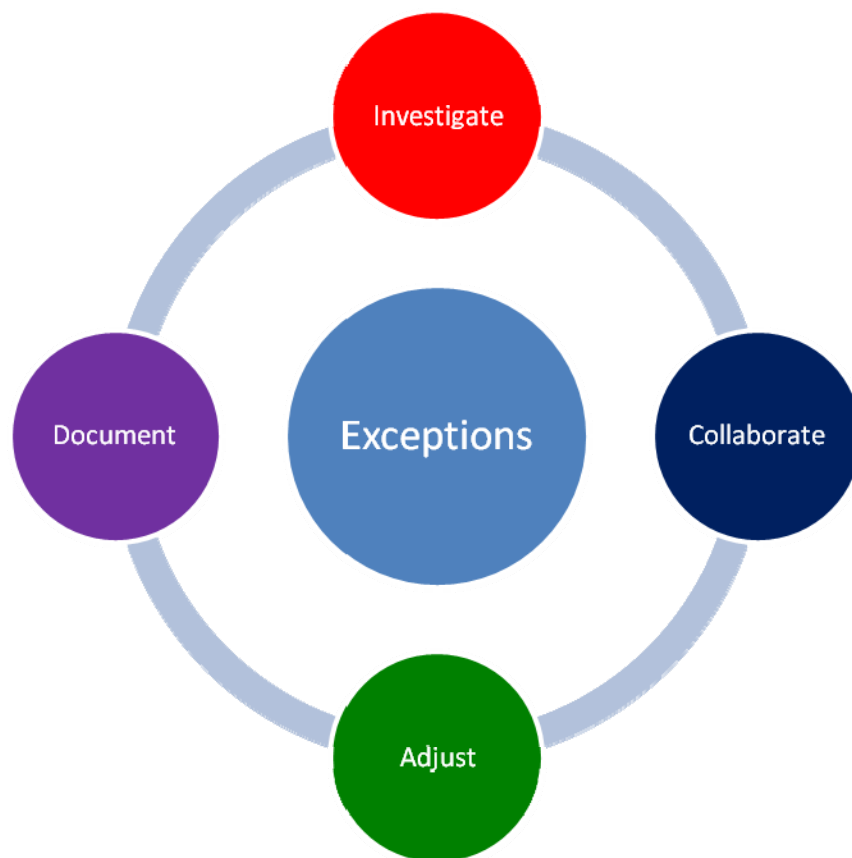 Investigate
Document
Exceptions
Collaborate
Adjust